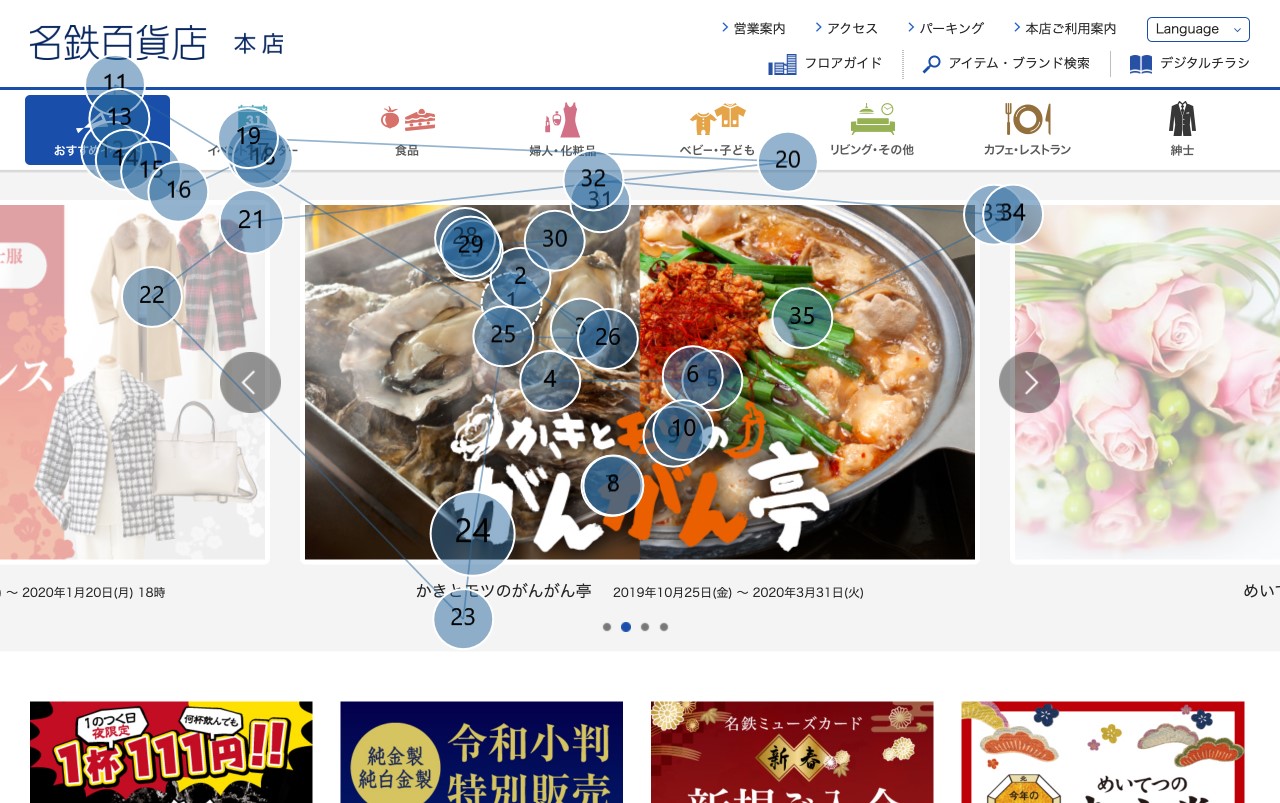 名鉄百貨店 本店
営業案内
アクセス
パーキング
本店ご利用案内
Language
フロアガイド
アイテム・ブランド検索
デジタルチラシ
食品
婦人・化粧品
ベビー・子ども
リビング・その他
カフェ・レストラン
紳士
11
13
14
15
16
19
18
20
21
22
23
24
25
26
28
29
30
31
32
33
34
35
1
2
3
4
5
6
8
10
士服
ンス
かきとモツの
がんがん亭
〜 2020年1月20日(月) 18時
かきとモツのがんがん亭
2019年10月25日(金) 〜 2020年3月31日(火)
めいて
1のつく日
夜限定
何杯飲んでも
1杯111円!!
純金製
純白金製
令和小判
特別販売
名鉄ミューズカード
新春
新規ご入会
めいてつの
今年の